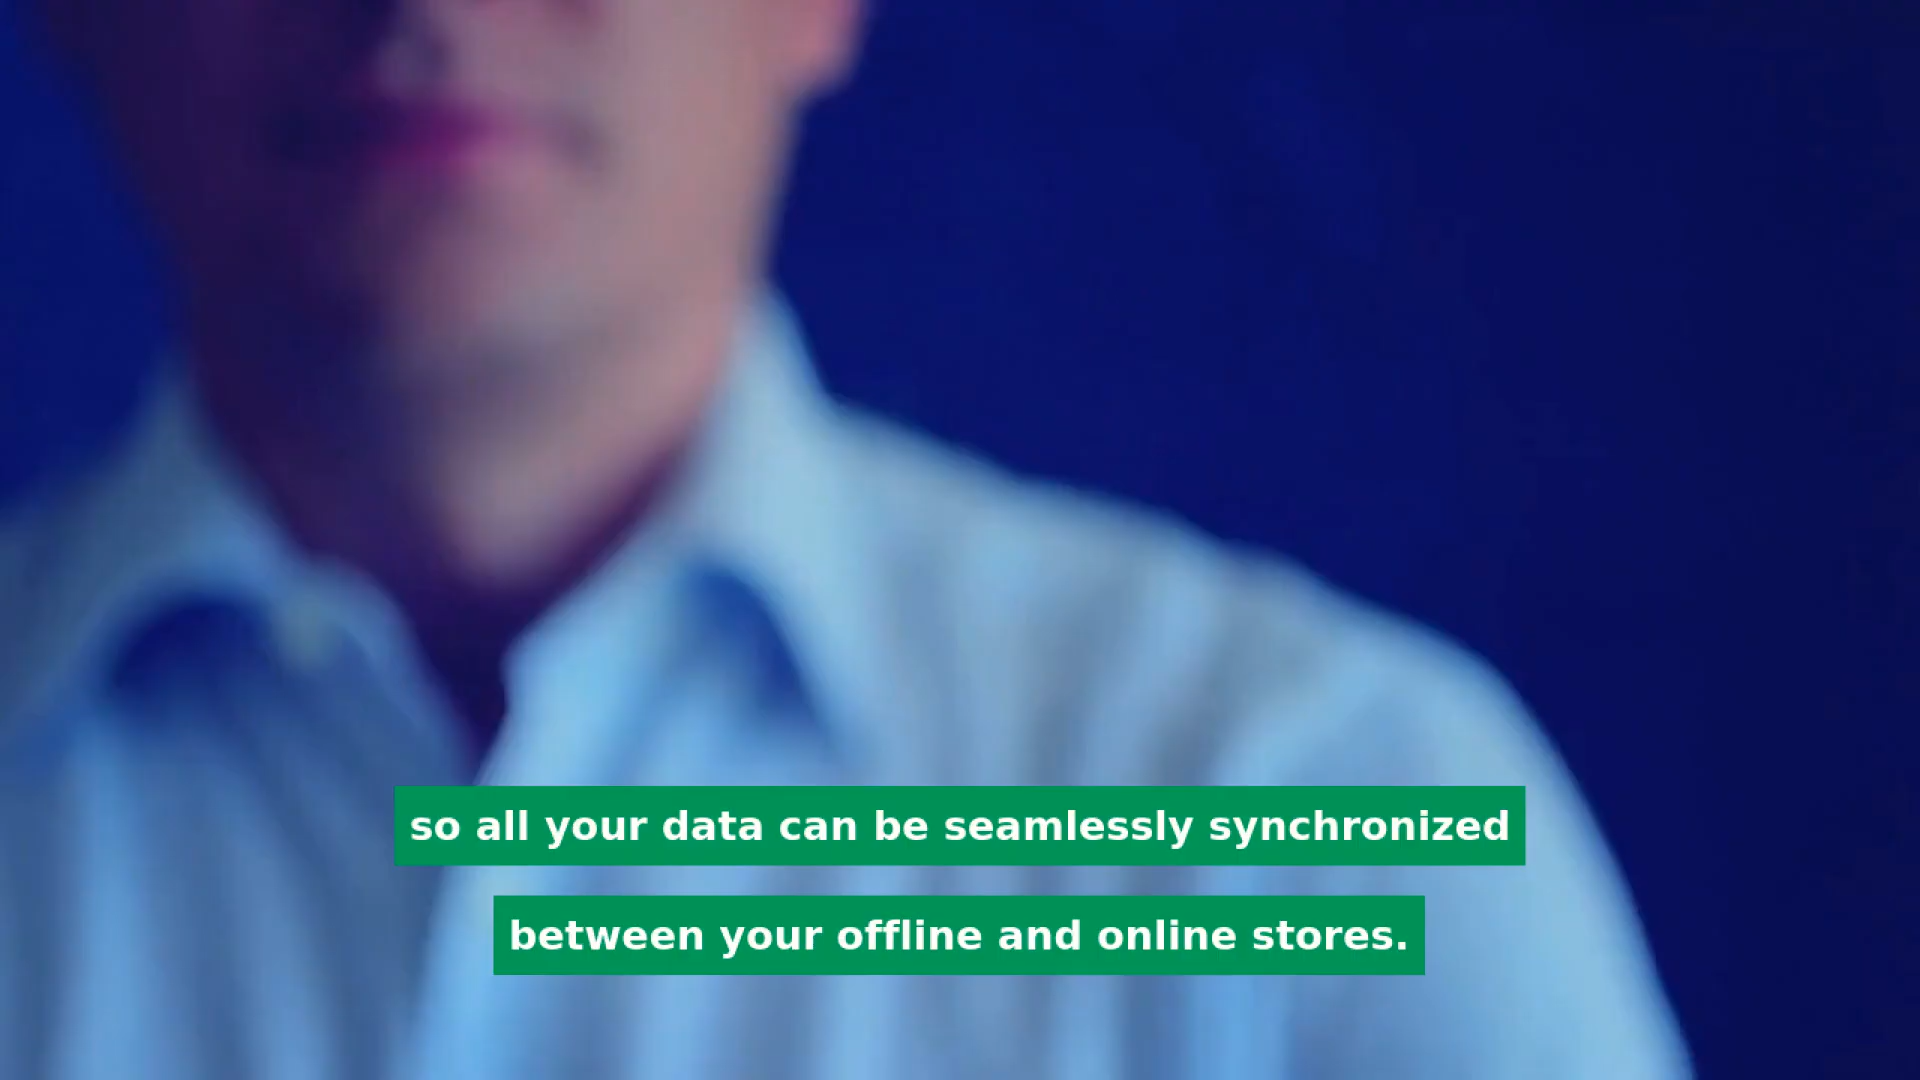 so all your data can be seamlessly synchronized
between your offline and online stores.